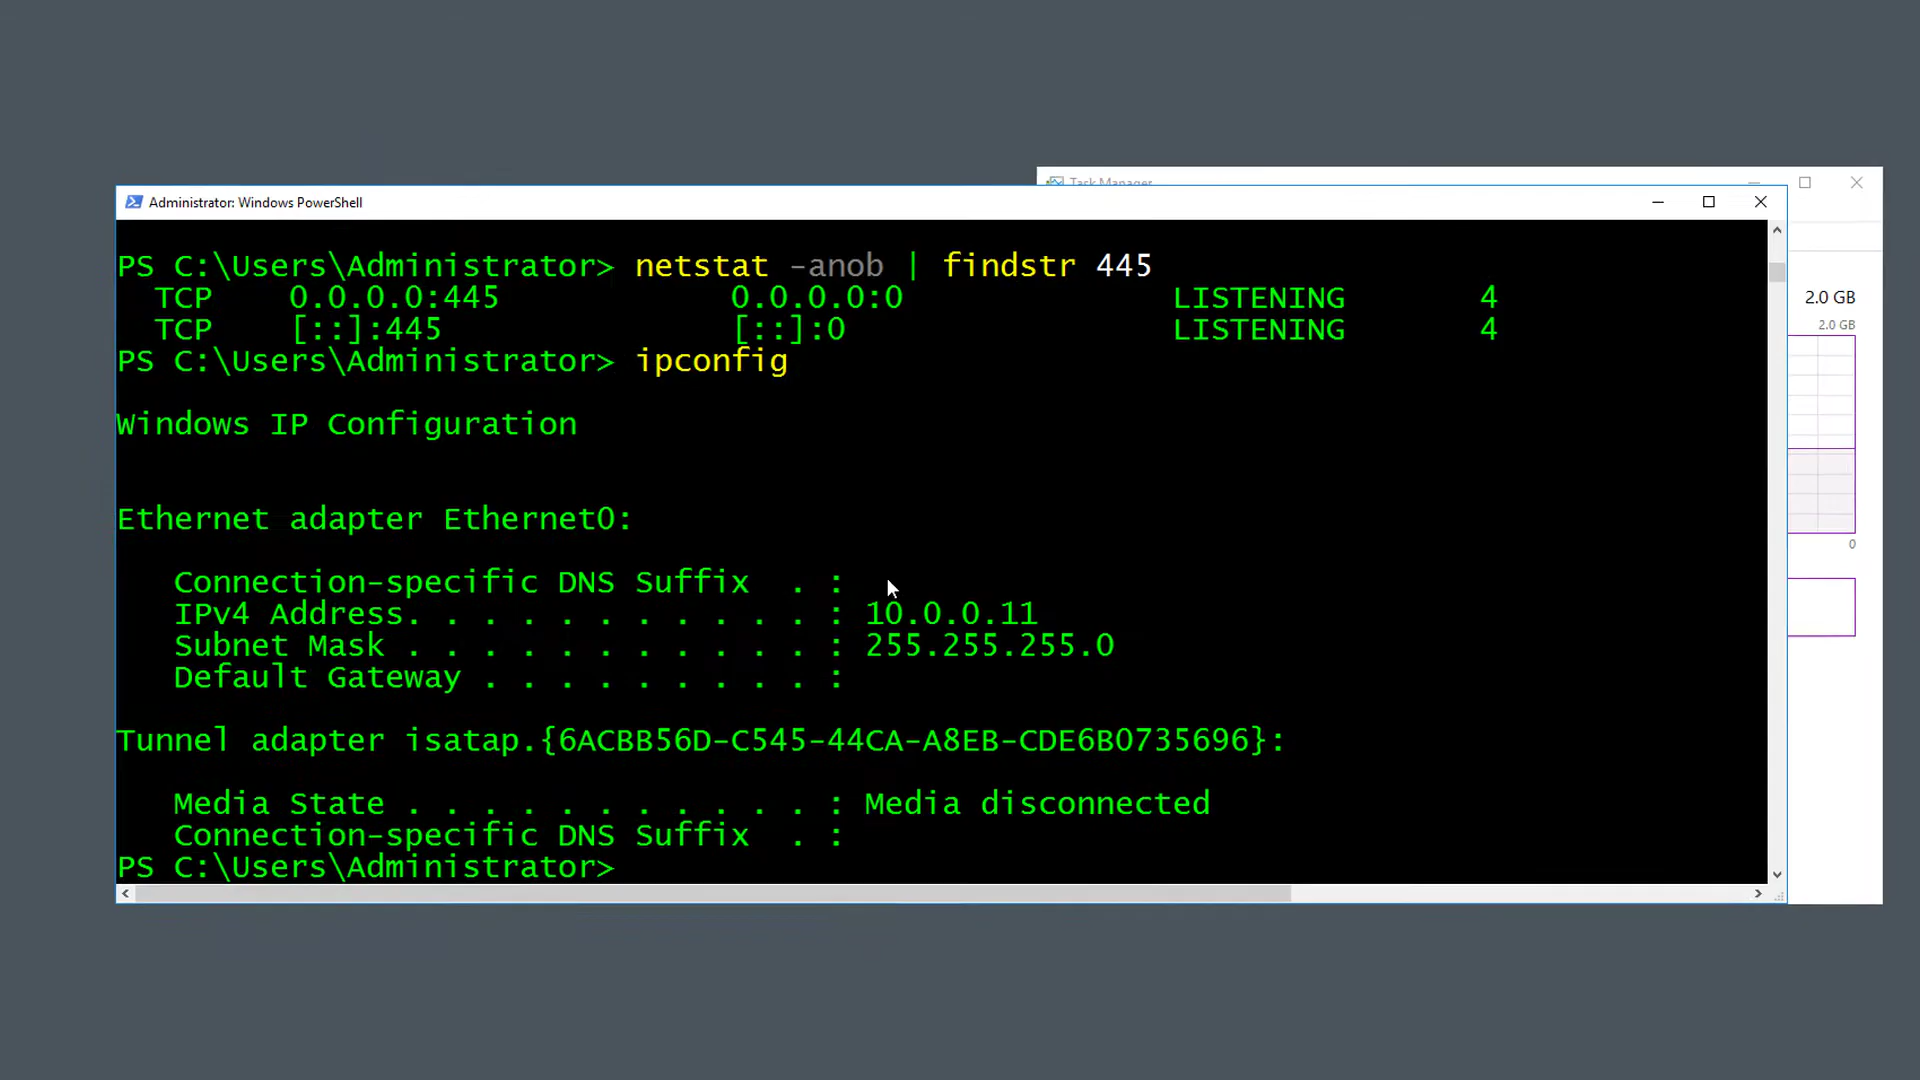 Task Manager
Administrator: Windows PowerShell
PS C:\Users\Administrator> netstat -anob | findstr 445
TCP 0.0.0.0:445 0.0.0.0:0 LISTENING 4
TCP [::]:445 [::]:0 LISTENING 4
PS C:\Users\Administrator> ipconfig
Windows IP Configuration
Ethernet adapter Ethernet0:
Connection-specific DNS Suffix . :
IPv4 Address. . . . . . . . . . . : 10.0.0.11
Subnet Mask . . . . . . . . . . . : 255.255.255.0
Default Gateway . . . . . . . . . :
Tunnel adapter isatap.{6ACBB56D-C545-44CA-A8EB-CDE6B0735696}:
Media State . . . . . . . . . . . : Media disconnected
Connection-specific DNS Suffix . :
PS C:\Users\Administrator>
2.0 GB
2.0 GB
0